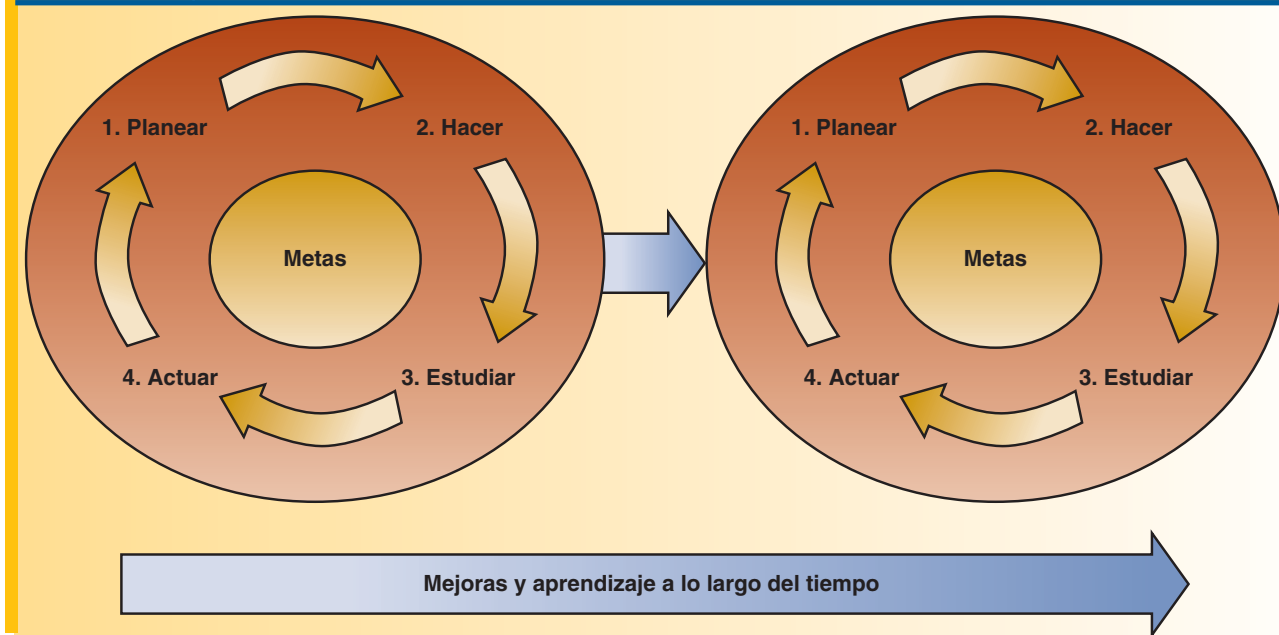 1. Planear
2. Hacer
Metas
4. Actuar
3. Estudiar
1. Planear
2. Hacer
Metas
4. Actuar
3. Estudiar
Mejoras y aprendizaje a lo largo del tiempo